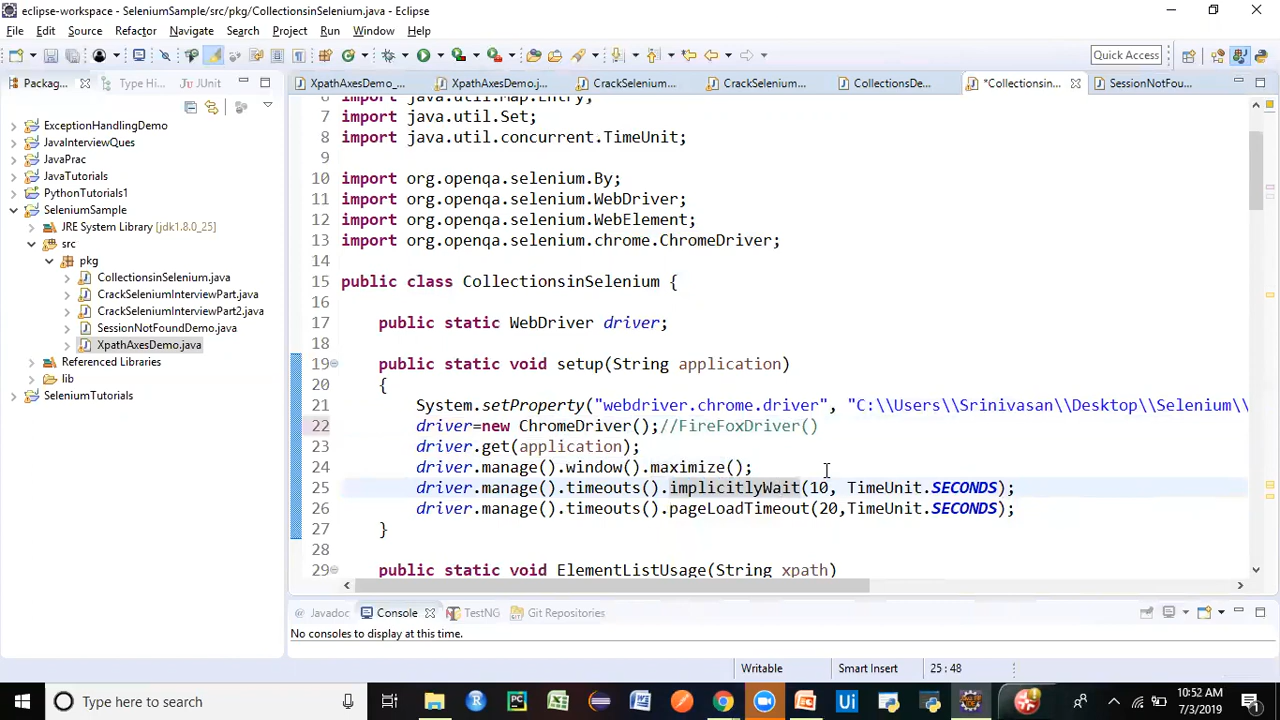 eclipse-workspace - SeleniumSample/src/pkg/CollectionsinSelenium.java - Eclipse
File Edit Source Refactor Navigate Search Project Run Window Help
Quick Access
Packag... Type Hi... JUnit
XpathAxesDemo_... XpathAxesDemo.j... CrackSelenium... CrackSelenium... CollectionsDe... *Collectionsin... SessionNotFou...
ExceptionHandlingDemo
JavaInterviewQues
JavaPrac
JavaTutorials
PythonTutorials1
SeleniumSample
JRE System Library [jdk1.8.0_25]
src
pkg
CollectionsinSelenium.java
CrackSeleniumInterviewPart.java
CrackSeleniumInterviewPart2.java
SessionNotFoundDemo.java
XpathAxesDemo.java
Referenced Libraries
lib
SeleniumTutorials
6 import java.util.Map.Entry;
7 import java.util.Set;
8 import java.util.concurrent.TimeUnit;
9
10 import org.openqa.selenium.By;
11 import org.openqa.selenium.WebDriver;
12 import org.openqa.selenium.WebElement;
13 import org.openqa.selenium.chrome.ChromeDriver;
14
15 public class CollectionsinSelenium {
16
17 public static WebDriver driver;
18
19 public static void setup(String application)
20 {
21 System.setProperty("webdriver.chrome.driver", "C:\\Users\\Srinivasan\\Desktop\\Selenium\\
22 driver=new ChromeDriver();//FireFoxDriver()
23 driver.get(application);
24 driver.manage().window().maximize();
25 driver.manage().timeouts().implicitlyWait(10, TimeUnit.SECONDS);
26 driver.manage().timeouts().pageLoadTimeout(20,TimeUnit.SECONDS);
27 }
28
29 public static void ElementListUsage(String xpath)
Javadoc Console TestNG Git Repositories
No consoles to display at this time.
Writable Smart Insert 25 : 48
Type here to search
10:52 AM
7/3/2019